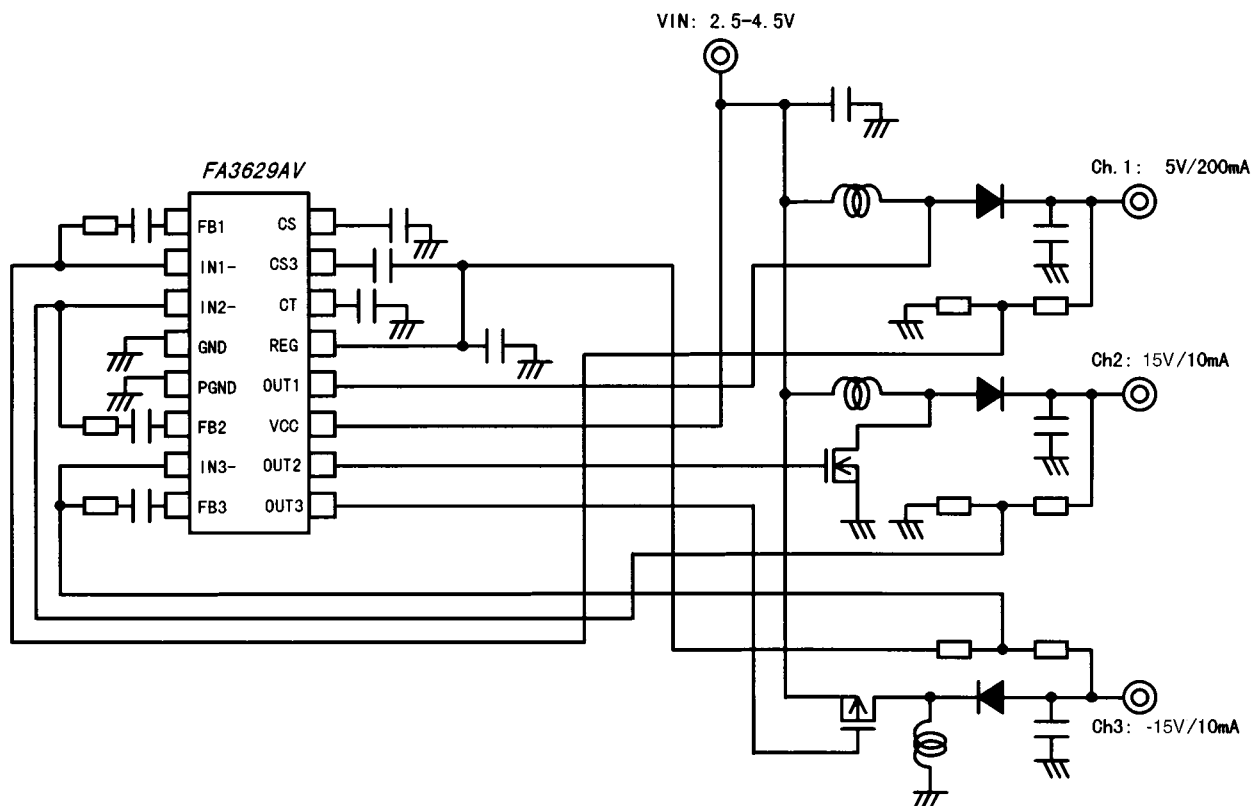 VIN: 2.5-4.5V
FA3629AV
Ch.1: 5V/200mA
FB1
CS
IN1-
CS3
IN2-
CT
GND
REG
PGND
OUT1
Ch2: 15V/10mA
FB2
VCC
IN3-
OUT2
FB3
OUT3
Ch3: -15V/10mA